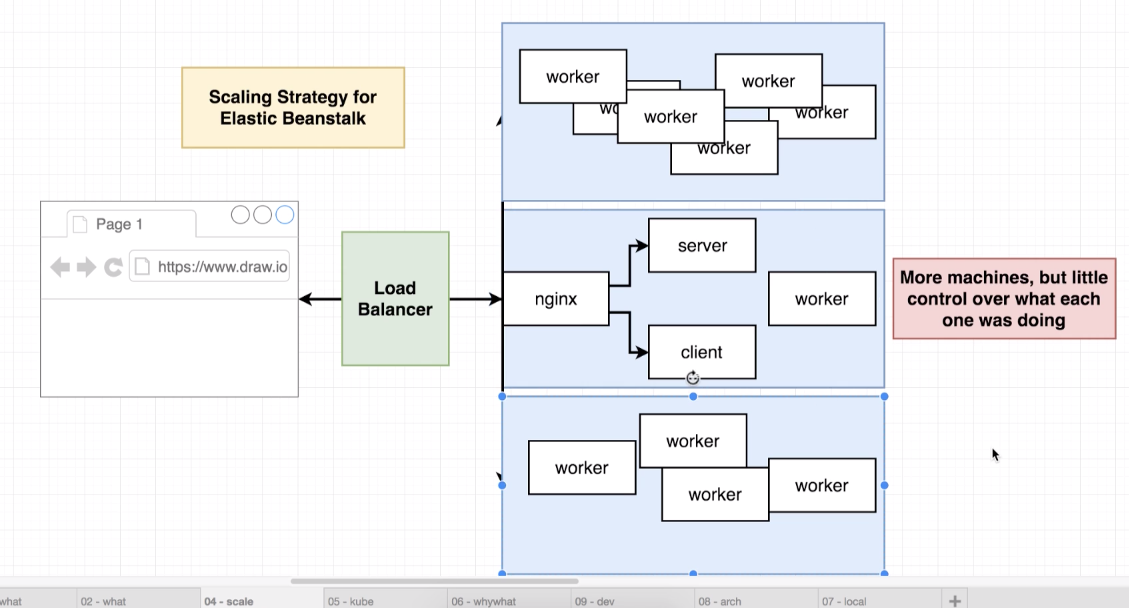 Scaling Strategy for
Elastic Beanstalk
Page 1
https://www.draw.io
Load
Balancer
worker
worker
wo
worker
worker
worker
nginx
server
worker
client
worker
worker
worker
worker
More machines, but little
control over what each
one was doing
what
02 - what
04 - scale
05 - kube
06 - whywhat
09 - dev
08 - arch
07 - local